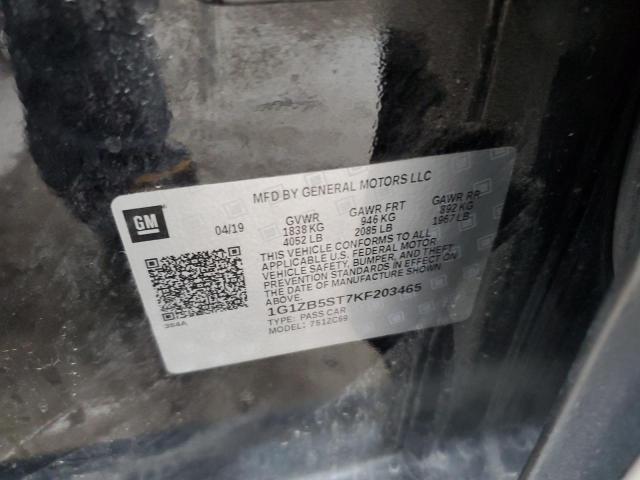 MFD BY GENERAL MOTORS LLC
GM
04/19
GVWR GAWR FRT GAWR RR
1838 KG 946 KG 892 KG
4052 LB 2085 LB 1967 LB
THIS VEHICLE CONFORMS TO ALL
APPLICABLE U.S. FEDERAL MOTOR
VEHICLE SAFETY, BUMPER, AND THEFT
PREVENTION STANDARDS IN EFFECT ON
THE DATE OF MANUFACTURE SHOWN
ABOVE.
1G1ZB5ST7KF203465
TYPE: PASS CAR
MODEL: 751ZC69
384A